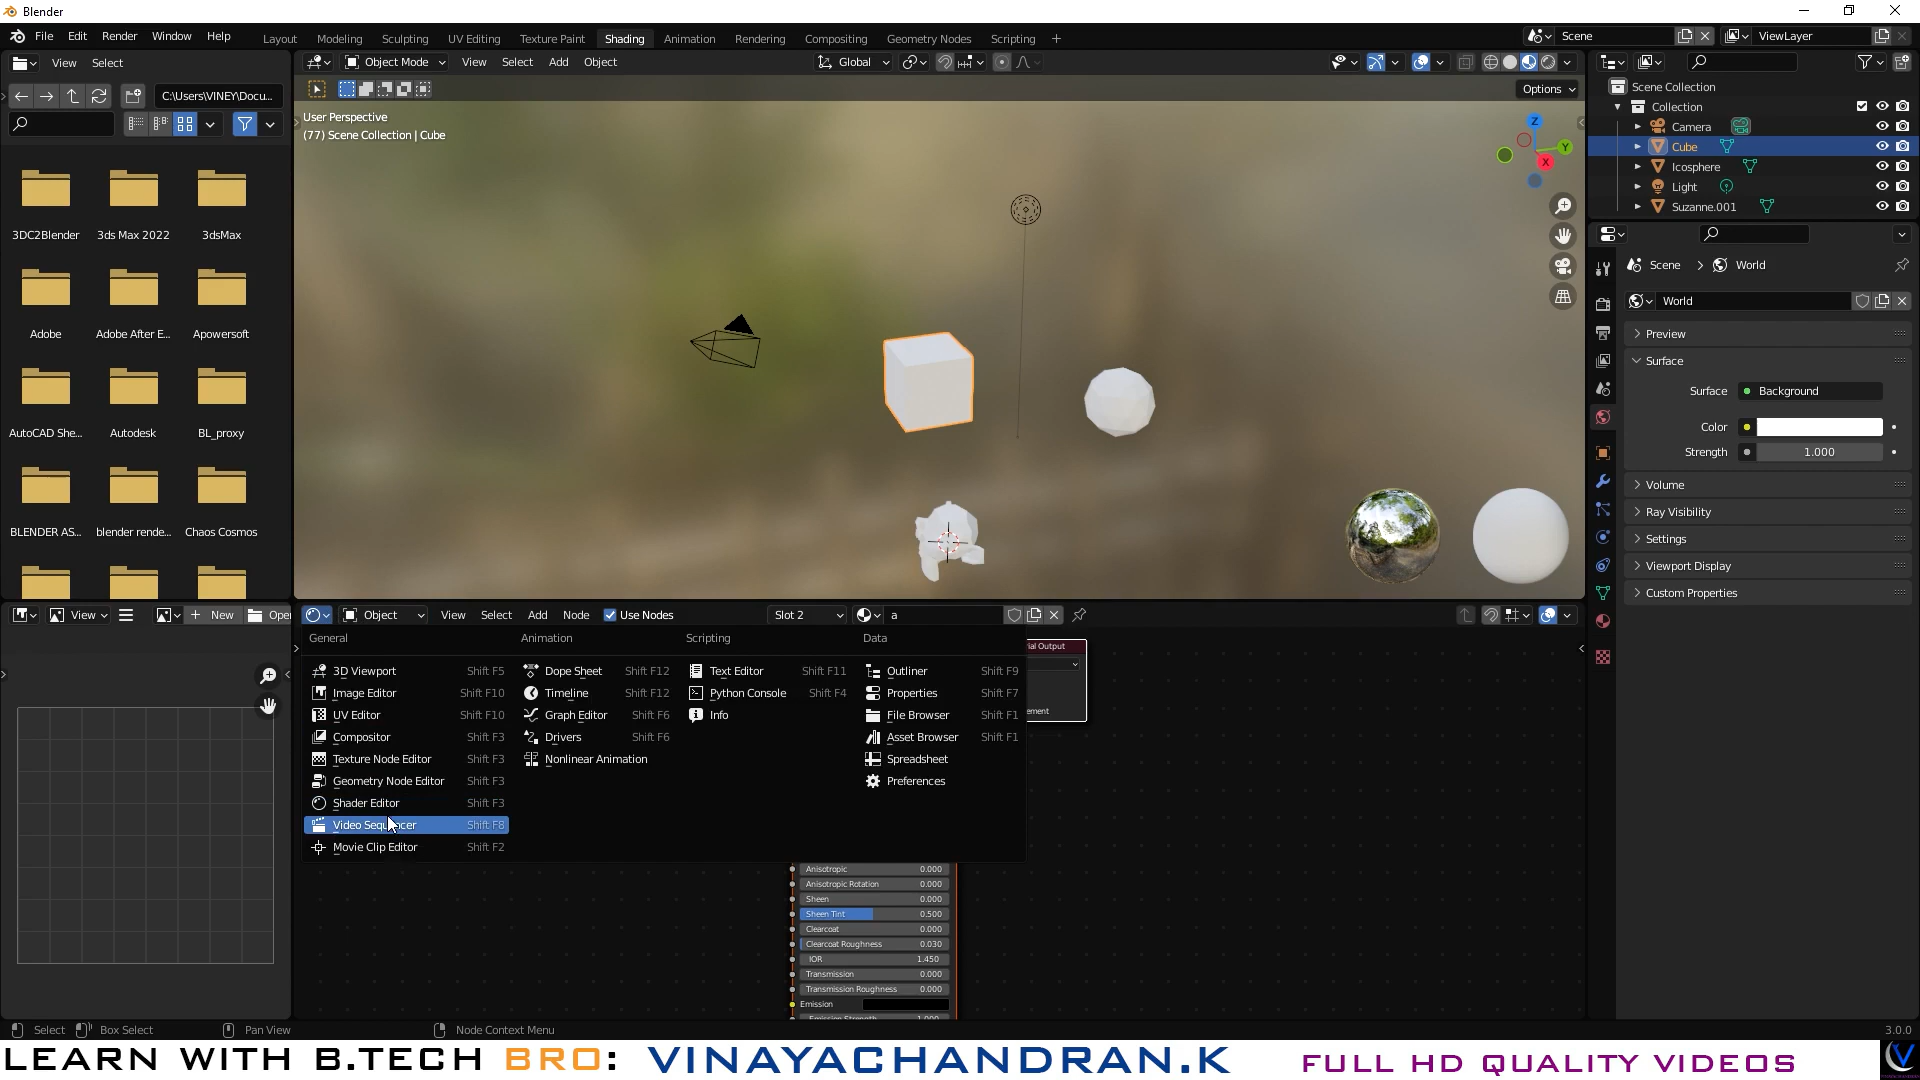 Blender
File Edit Render Window Help
Layout Modeling Sculpting UV Editing Texture Paint Shading Animation Rendering Compositing Geometry Nodes Scripting +
Scene
ViewLayer
View Select
C:\Users\VINEY\Docu...
3DC2Blender 3ds Max 2022 3dsMax
Adobe Adobe After E... Apowersoft
AutoCAD She... Autodesk BL_proxy
BLENDER AS... blender rende... Chaos Cosmos
Object Mode View Select Add Object Global
Options
User Perspective
(77) Scene Collection | Cube
Z
Y
X
Scene Collection
Collection
Camera
Cube
Icosphere
Light
Suzanne.001
Scene > World
World
Preview
Surface
Surface Background
Color
Strength 1.000
Volume
Ray Visibility
Settings
Viewport Display
Custom Properties
View New Open
Object View Select Add Node Use Nodes Slot 2 a
General Animation Scripting Data
3D Viewport Shift F5 Dope Sheet Shift F12 Text Editor Shift F11 Outliner Shift F9
Image Editor Shift F10 Timeline Shift F12 Python Console Shift F4 Properties Shift F7
UV Editor Shift F10 Graph Editor Shift F6 Info File Browser Shift F1
Compositor Shift F3 Drivers Shift F6 Asset Browser Shift F1
Texture Node Editor Shift F3 Nonlinear Animation Spreadsheet
Geometry Node Editor Shift F3 Preferences
Shader Editor Shift F3
Video Sequencer Shift F8
Movie Clip Editor Shift F2
rial Output
ement
Anisotropic 0.000
Anisotropic Rotation 0.000
Sheen 0.000
Sheen Tint 0.500
Clearcoat 0.000
Clearcoat Roughness 0.030
IOR 1.450
Transmission 0.000
Transmission Roughness 0.000
Emission
Emission Strength 1.000
Select Box Select Pan View Node Context Menu 3.0.0
LEARN WITH B.TECH BRO: VINAYACHANDRAN.K FULL HD QUALITY VIDEOS